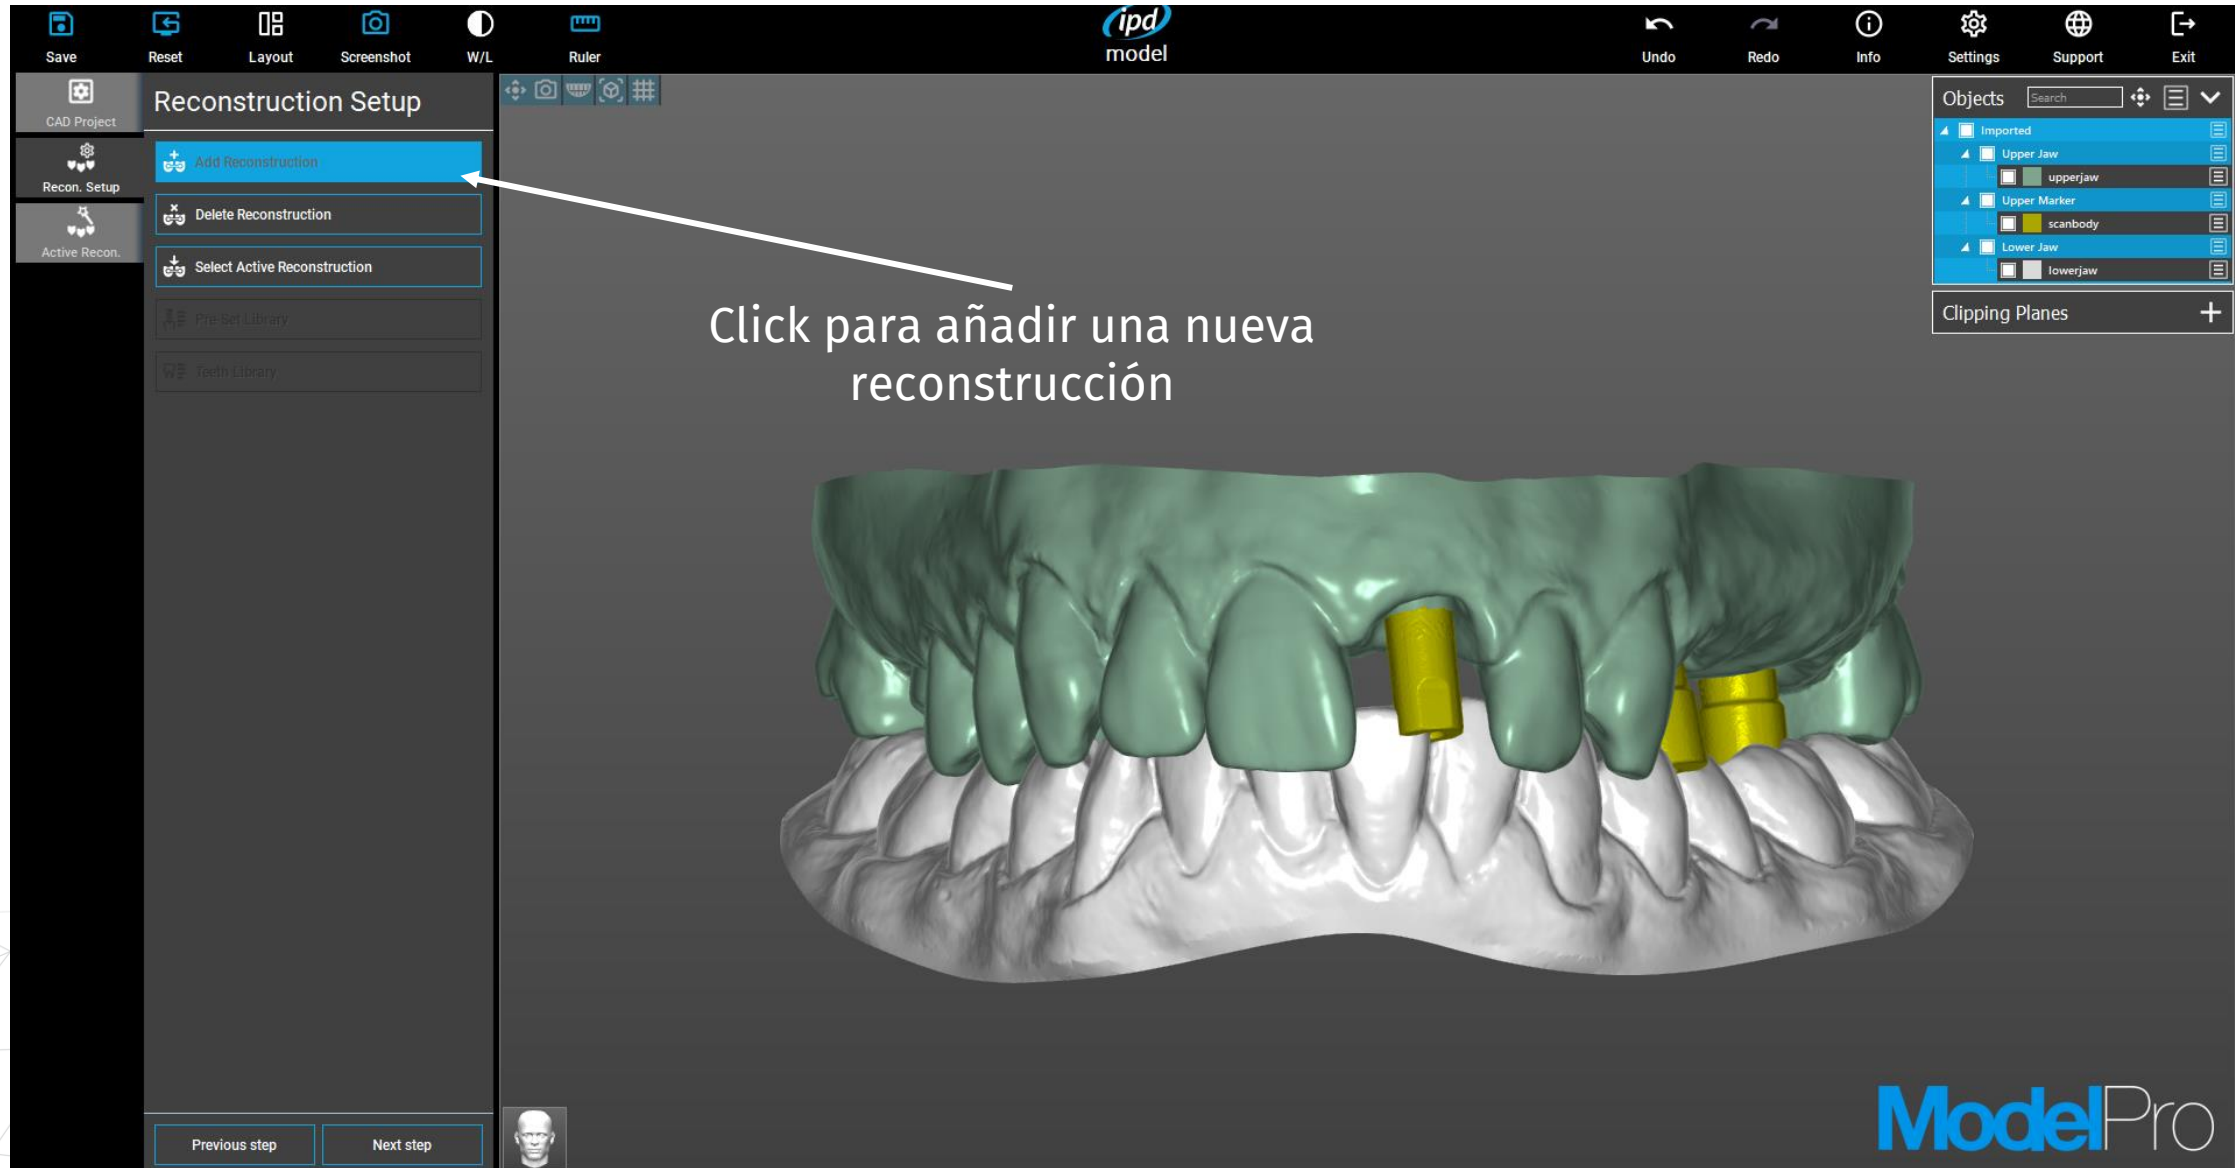 Save
Reset
Layout
Screenshot
W/L
Ruler
ipd
model
Undo
Redo
Info
Settings
Support
Exit
CAD Project
Recon. Setup
Active Recon.
Reconstruction Setup
Add Reconstruction
Delete Reconstruction
Select Active Reconstruction
Pre-Set Library
Teeth Library
Click para añadir una nueva
reconstrucción
Objects
Search
Imported
Upper Jaw
upperjaw
Upper Marker
scanbody
Lower Jaw
lowerjaw
Clipping Planes
Previous step
Next step
ModelPro